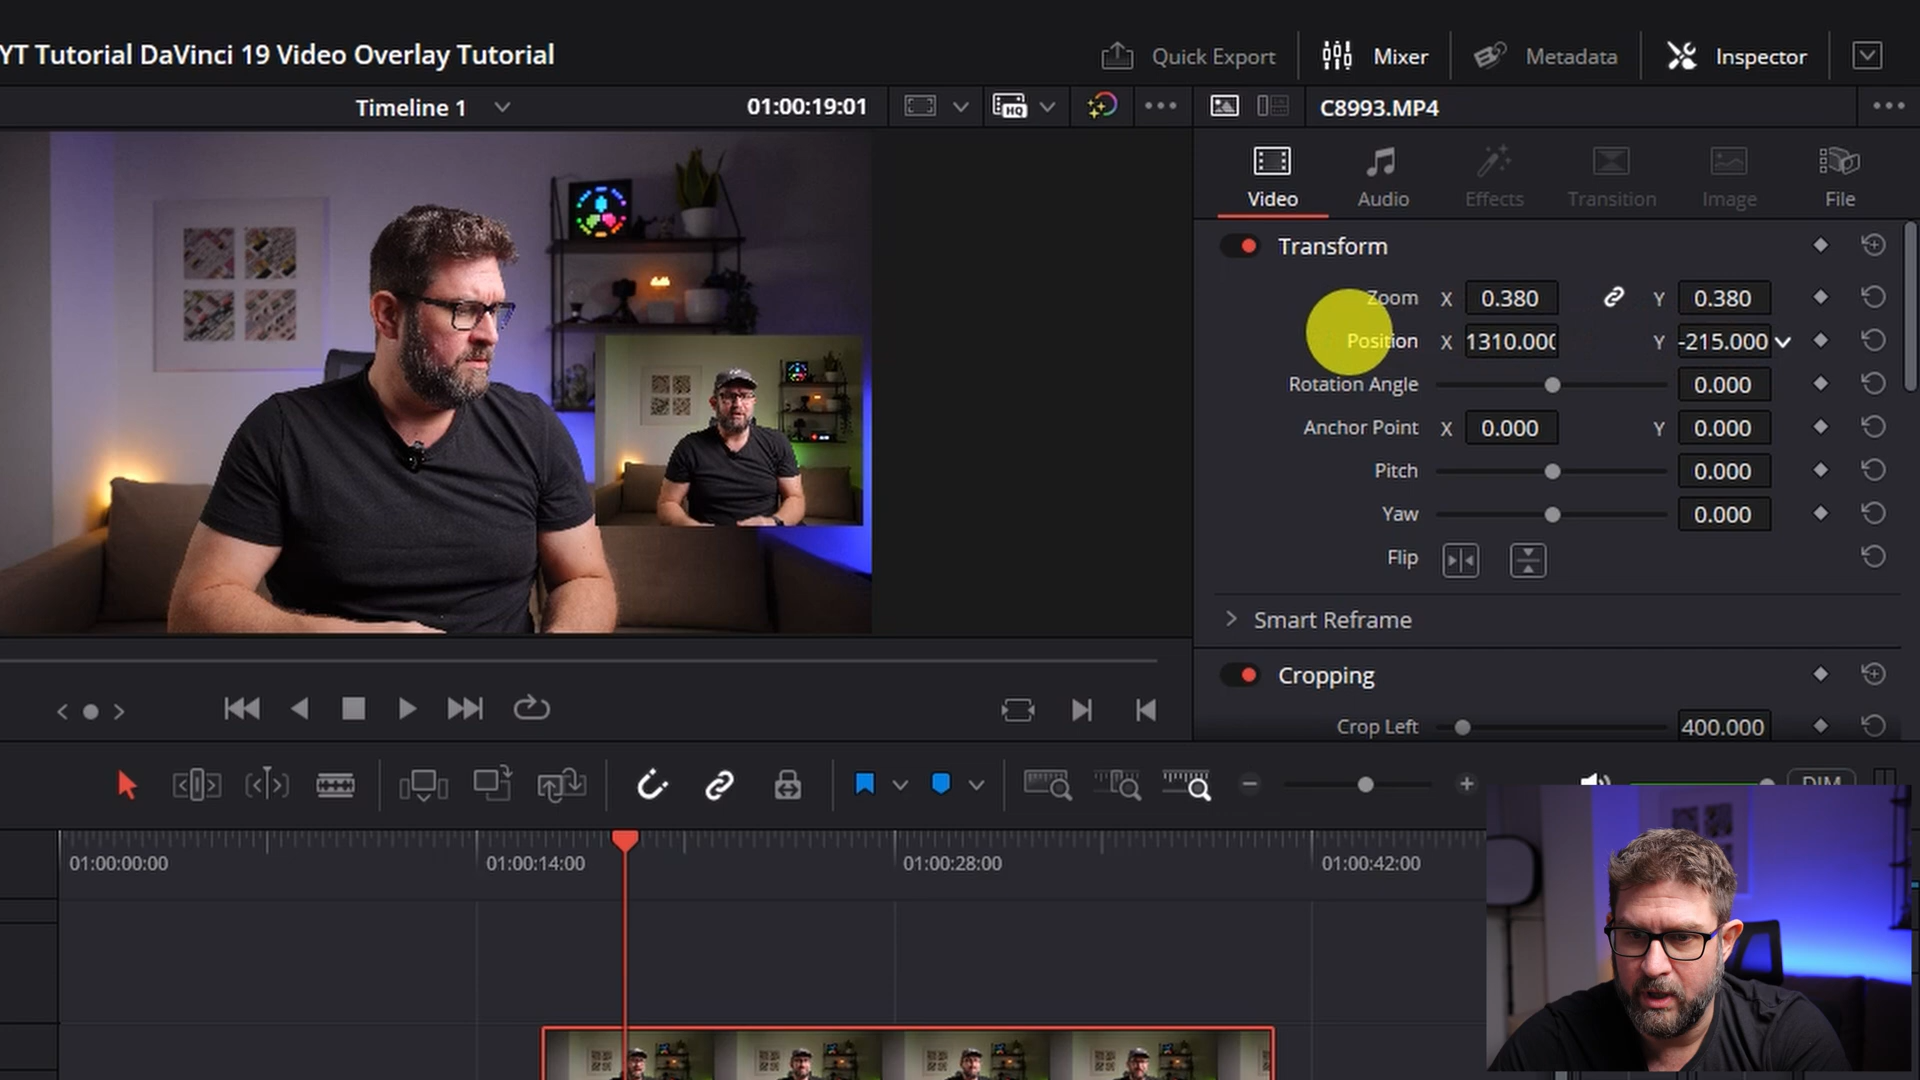 YT Tutorial DaVinci 19 Video Overlay Tutorial
Quick Export
Mixer
Metadata
Inspector
Timeline 1
01:00:19:01
HQ
C8993.MP4
Video
Audio
Effects
Transition
Image
File
Transform
Zoom X 0.380 Y 0.380
Position X 1310.000 Y -215.000
Rotation Angle 0.000
Anchor Point X 0.000 Y 0.000
Pitch 0.000
Yaw 0.000
Flip
Smart Reframe
Cropping
Crop Left 400.000
DIM
01:00:00:00
01:00:14:00
01:00:28:00
01:00:42:00